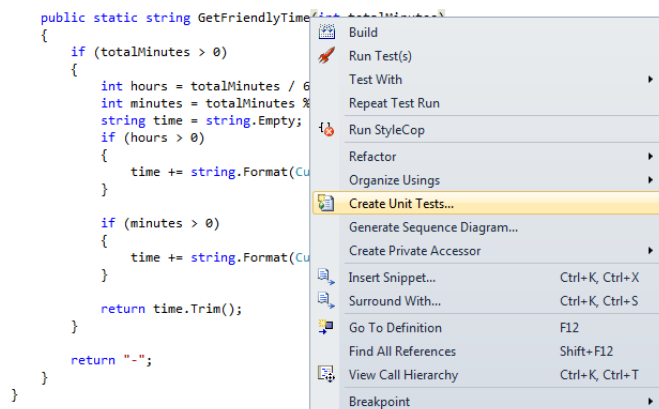 public static string GetFriendlyTime(int totalMinutes)
{
if (totalMinutes > 0)
{
int hours = totalMinutes / 6
int minutes = totalMinutes %
string time = string.Empty;
if (hours > 0)
{
time += string.Format(Cu
}
if (minutes > 0)
{
time += string.Format(Cu
}
return time.Trim();
}
return "-";
}
}
Build
Run Test(s)
Test With
Repeat Test Run
Run StyleCop
Refactor
Organize Usings
Create Unit Tests...
Generate Sequence Diagram...
Create Private Accessor
Insert Snippet... Ctrl+K, Ctrl+X
Surround With... Ctrl+K, Ctrl+S
Go To Definition F12
Find All References Shift+F12
View Call Hierarchy Ctrl+K, Ctrl+T
Breakpoint